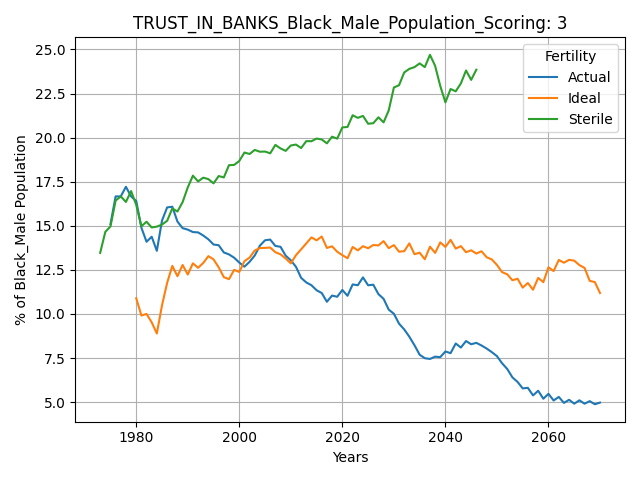 TRUST_IN_BANKS_Black_Male_Population_Scoring: 3
Fertility
Actual
Ideal
Sterile
% of Black_Male Population
25.0
22.5
20.0
17.5
15.0
12.5
10.0
7.5
5.0
1980 2000 2020 2040 2060
Years